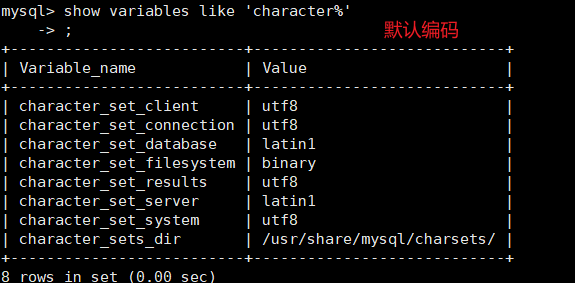 mysql> show variables like 'character%'
    -> ;
默认编码
+--------------------------+----------------------------+
| Variable_name            | Value                      |
+--------------------------+----------------------------+
| character_set_client     | utf8                       |
| character_set_connection | utf8                       |
| character_set_database   | latin1                     |
| character_set_filesystem | binary                     |
| character_set_results    | utf8                       |
| character_set_server     | latin1                     |
| character_set_system     | utf8                       |
| character_sets_dir       | /usr/share/mysql/charsets/ |
+--------------------------+----------------------------+
8 rows in set (0.00 sec)